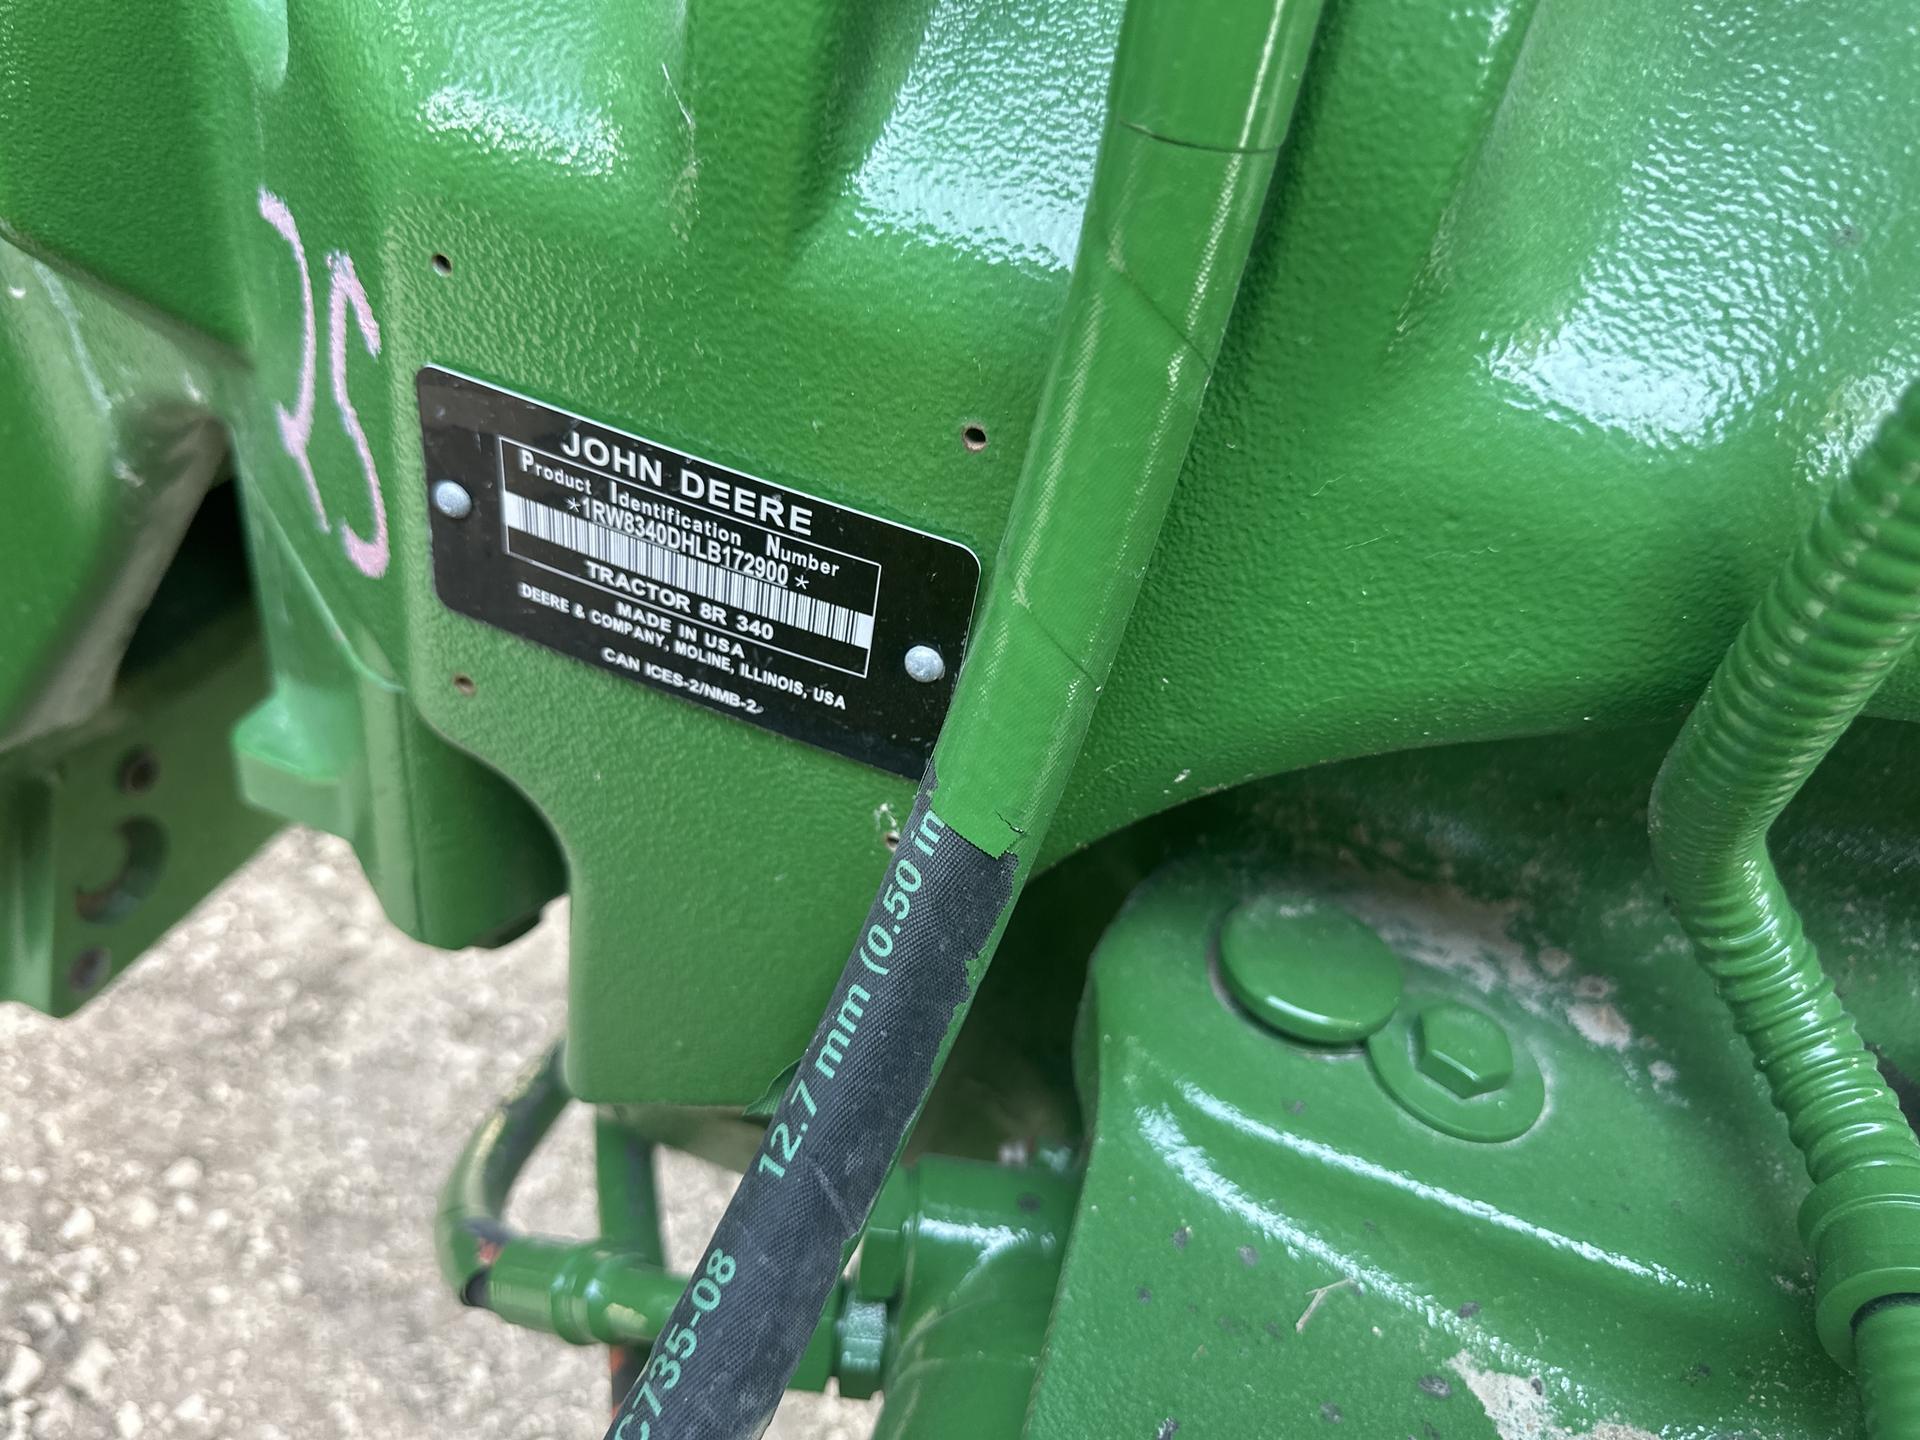 JOHN DEERE
Product Identification Number
*1RW8340DHLB172900*
TRACTOR 8R 340
MADE IN USA
DEERE & COMPANY, MOLINE, ILLINOIS, USA
CAN ICES-2/NMB-2
C735-08 12.7 mm (0.50 in